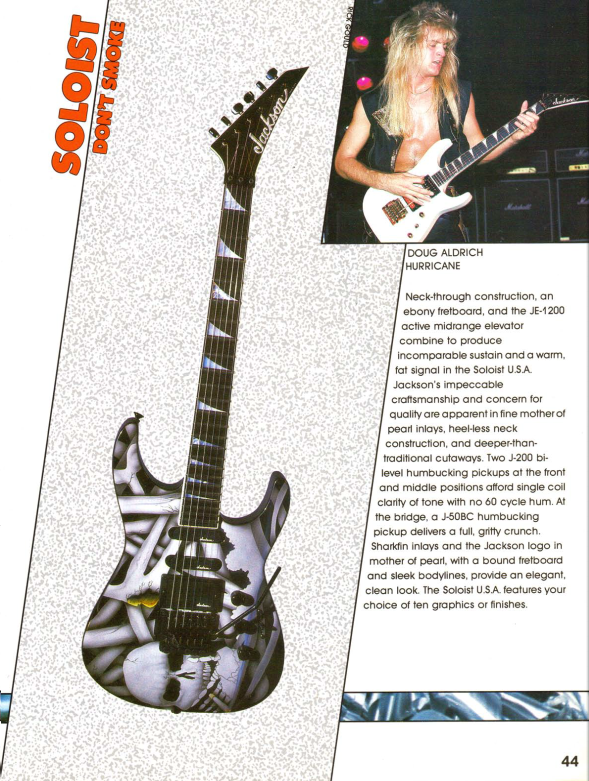 SOLOIST
DON'T SMOKE
RICK GOULD
Jackson
Jackson
Marshall
Marshall
DOUG ALDRICH
HURRICANE
Neck-through construction, an
ebony fretboard, and the JE-1200
active midrange elevator
combine to produce
incomparable sustain and a warm,
fat signal in the Soloist U.S.A.
Jackson's impeccable
craftsmanship and concern for
quality are apparent in fine mother of
pearl inlays, heel-less neck
construction, and deeper-than-
traditional cutaways. Two J-200 bi-
level humbucking pickups at the front
and middle positions afford single coil
clarity of tone with no 60 cycle hum. At
the bridge, a J-50BC humbucking
pickup delivers a full, gritty crunch.
Sharkfin inlays and the Jackson logo in
mother of pearl, with a bound fretboard
and sleek bodylines, provide an elegant,
clean look. The Soloist U.S.A. features your
choice of ten graphics or finishes.
44